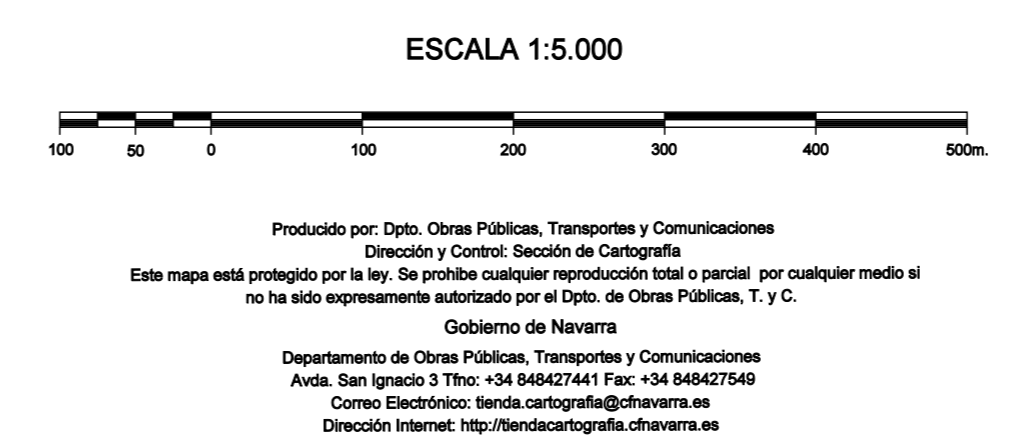 ESCALA 1:5.000
100 50 0 100 200 300 400 500m.
Producido por: Dpto. Obras Públicas, Transportes y Comunicaciones
Dirección y Control: Sección de Cartografía
Este mapa está protegido por la ley. Se prohibe cualquier reproducción total o parcial por cualquier medio si
no ha sido expresamente autorizado por el Dpto. de Obras Públicas, T. y C.
Gobierno de Navarra
Departamento de Obras Públicas, Transportes y Comunicaciones
Avda. San Ignacio 3 Tfno: +34 848427441 Fax: +34 848427549
Correo Electrónico: tienda.cartografia@cfnavarra.es
Dirección Internet: http://tiendacartografia.cfnavarra.es